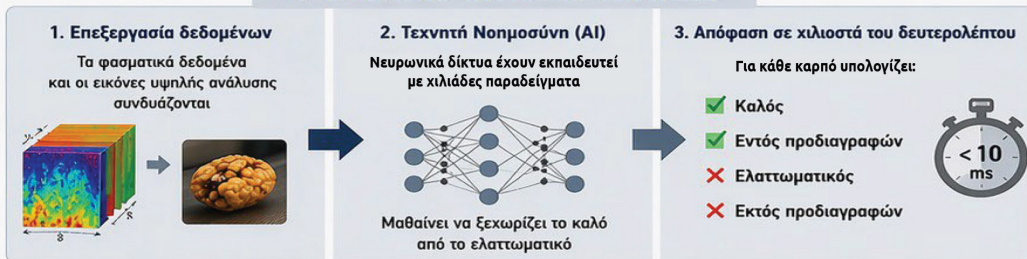 1. Επεξεργασία δεδομένων
Τα φασματικά δεδομένα
και οι εικόνες υψηλής ανάλυσης
συνδυάζονται
2. Τεχνητή Νοημοσύνη (AI)
Νευρωνικά δίκτυα έχουν εκπαιδευτεί
με χιλιάδες παραδείγματα
Μαθαίνει να ξεχωρίζει το καλό
από το ελαττωματικό
3. Απόφαση σε χιλιοστά του δευτερολέπτου
Για κάθε καρπό υπολογίζει:
Καλός
Εντός προδιαγραφών
Ελαττωματικός
Εκτός προδιαγραφών
< 10
ms